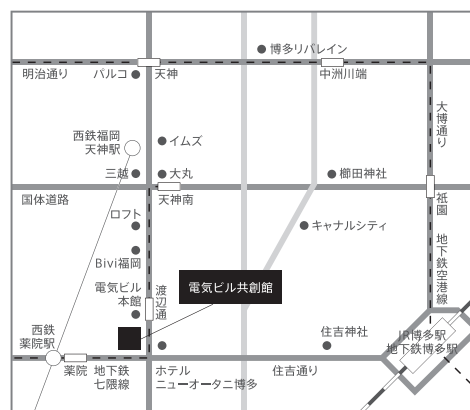 博多リバレイン
明治通り
パルコ
天神
中洲川端
大博通り
西鉄福岡
天神駅
イムズ
三越
大丸
櫛田神社
国体道路
天神南
祇園
ロフト
キャナルシティ
Bivi福岡
地下鉄空港線
電気ビル
本館
渡辺通
電気ビル共創館
西鉄
薬院駅
住吉神社
JR博多駅
地下鉄博多駅
薬院
地下鉄
七隈線
ホテル
ニューオータニ博多
住吉通り